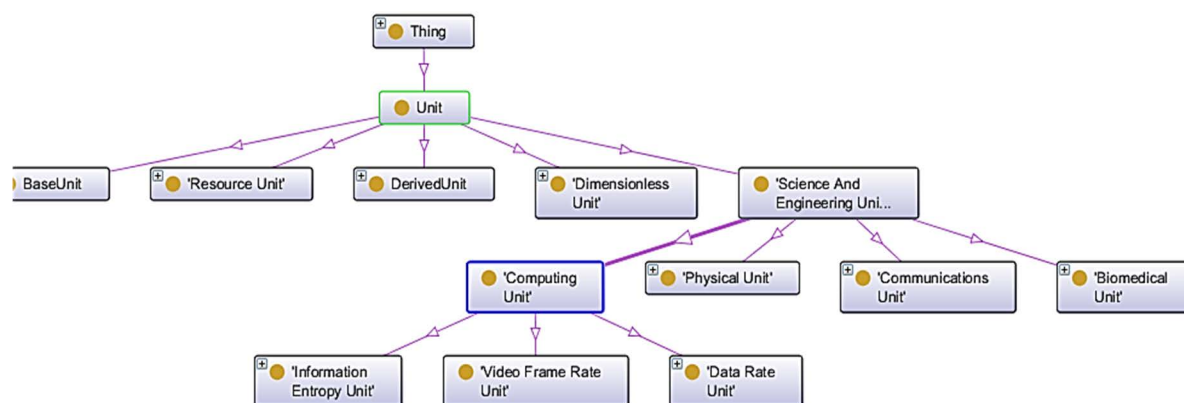 Thing
Unit
BaseUnit
'Resource Unit'
DerivedUnit
'Dimensionless
Unit'
'Science And
Engineering Uni...
'Computing
Unit'
'Physical Unit'
'Communications
Unit'
'Biomedical
Unit'
'Information
Entropy Unit'
'Video Frame Rate
Unit'
'Data Rate
Unit'